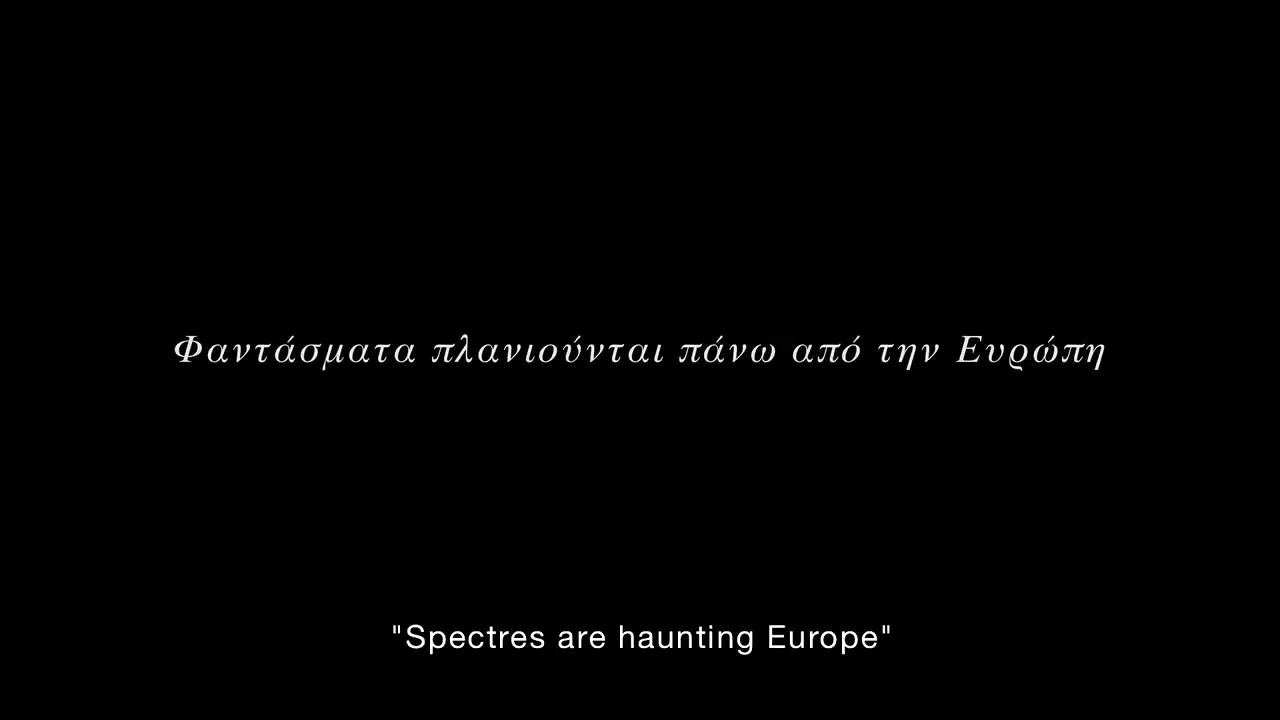 Φαντάσματα πλανιούνται πάνω από την Ευρώπη
"Spectres are haunting Europe"